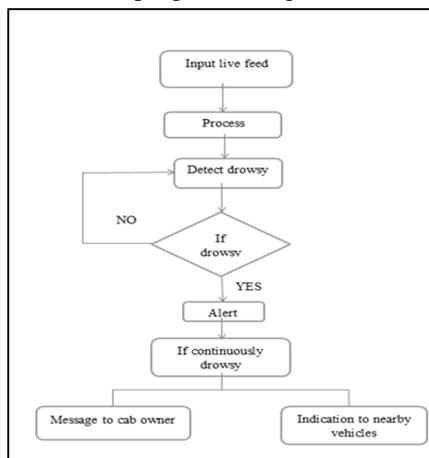 Input live feed
Process
Detect drowsy
NO
If
drowsy
YES
Alert
If continuously
drowsy
Message to cab owner
Indication to nearby
vehicles